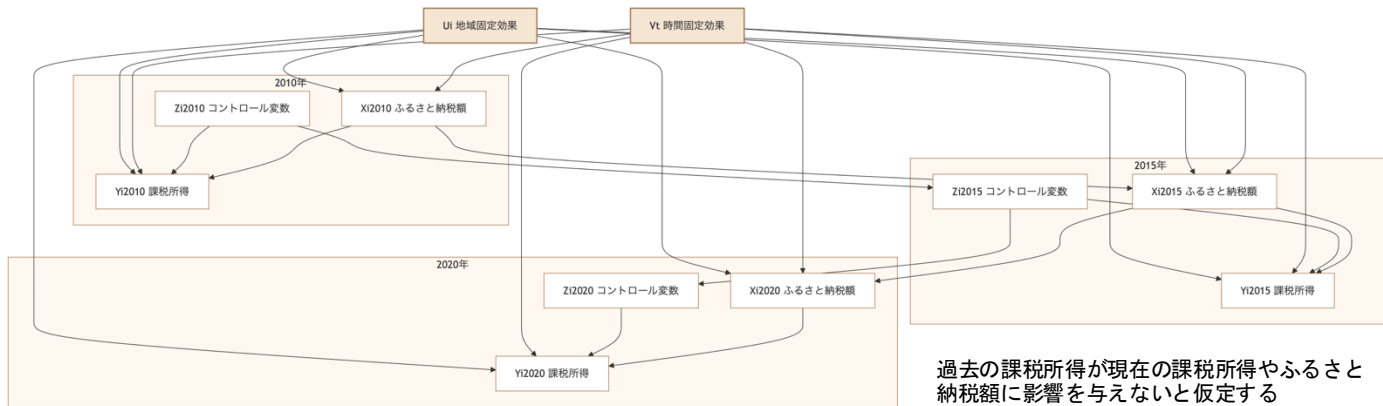 Ui 地域固定効果
Vt 時間固定効果
2010年
Zi2010 コントロール変数
Xi2010 ふるさと納税額
Yi2010 課税所得
2015年
Zi2015 コントロール変数
Xi2015 ふるさと納税額
Yi2015 課税所得
2020年
Zi2020 コントロール変数
Xi2020 ふるさと納税額
Yi2020 課税所得
過去の課税所得が現在の課税所得やふるさと
納税額に影響を与えないと仮定する